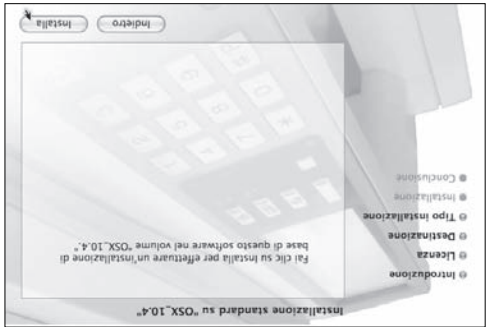 Installazione standard su "OSX_10.4"
Introduzione
Licenza
Destinazione
Tipo installazione
Installazione
Conclusione
Fai clic su Installa per effettuare un'installazione di
base di questo software nel volume "OSX_10.4".
Indietro
Installa